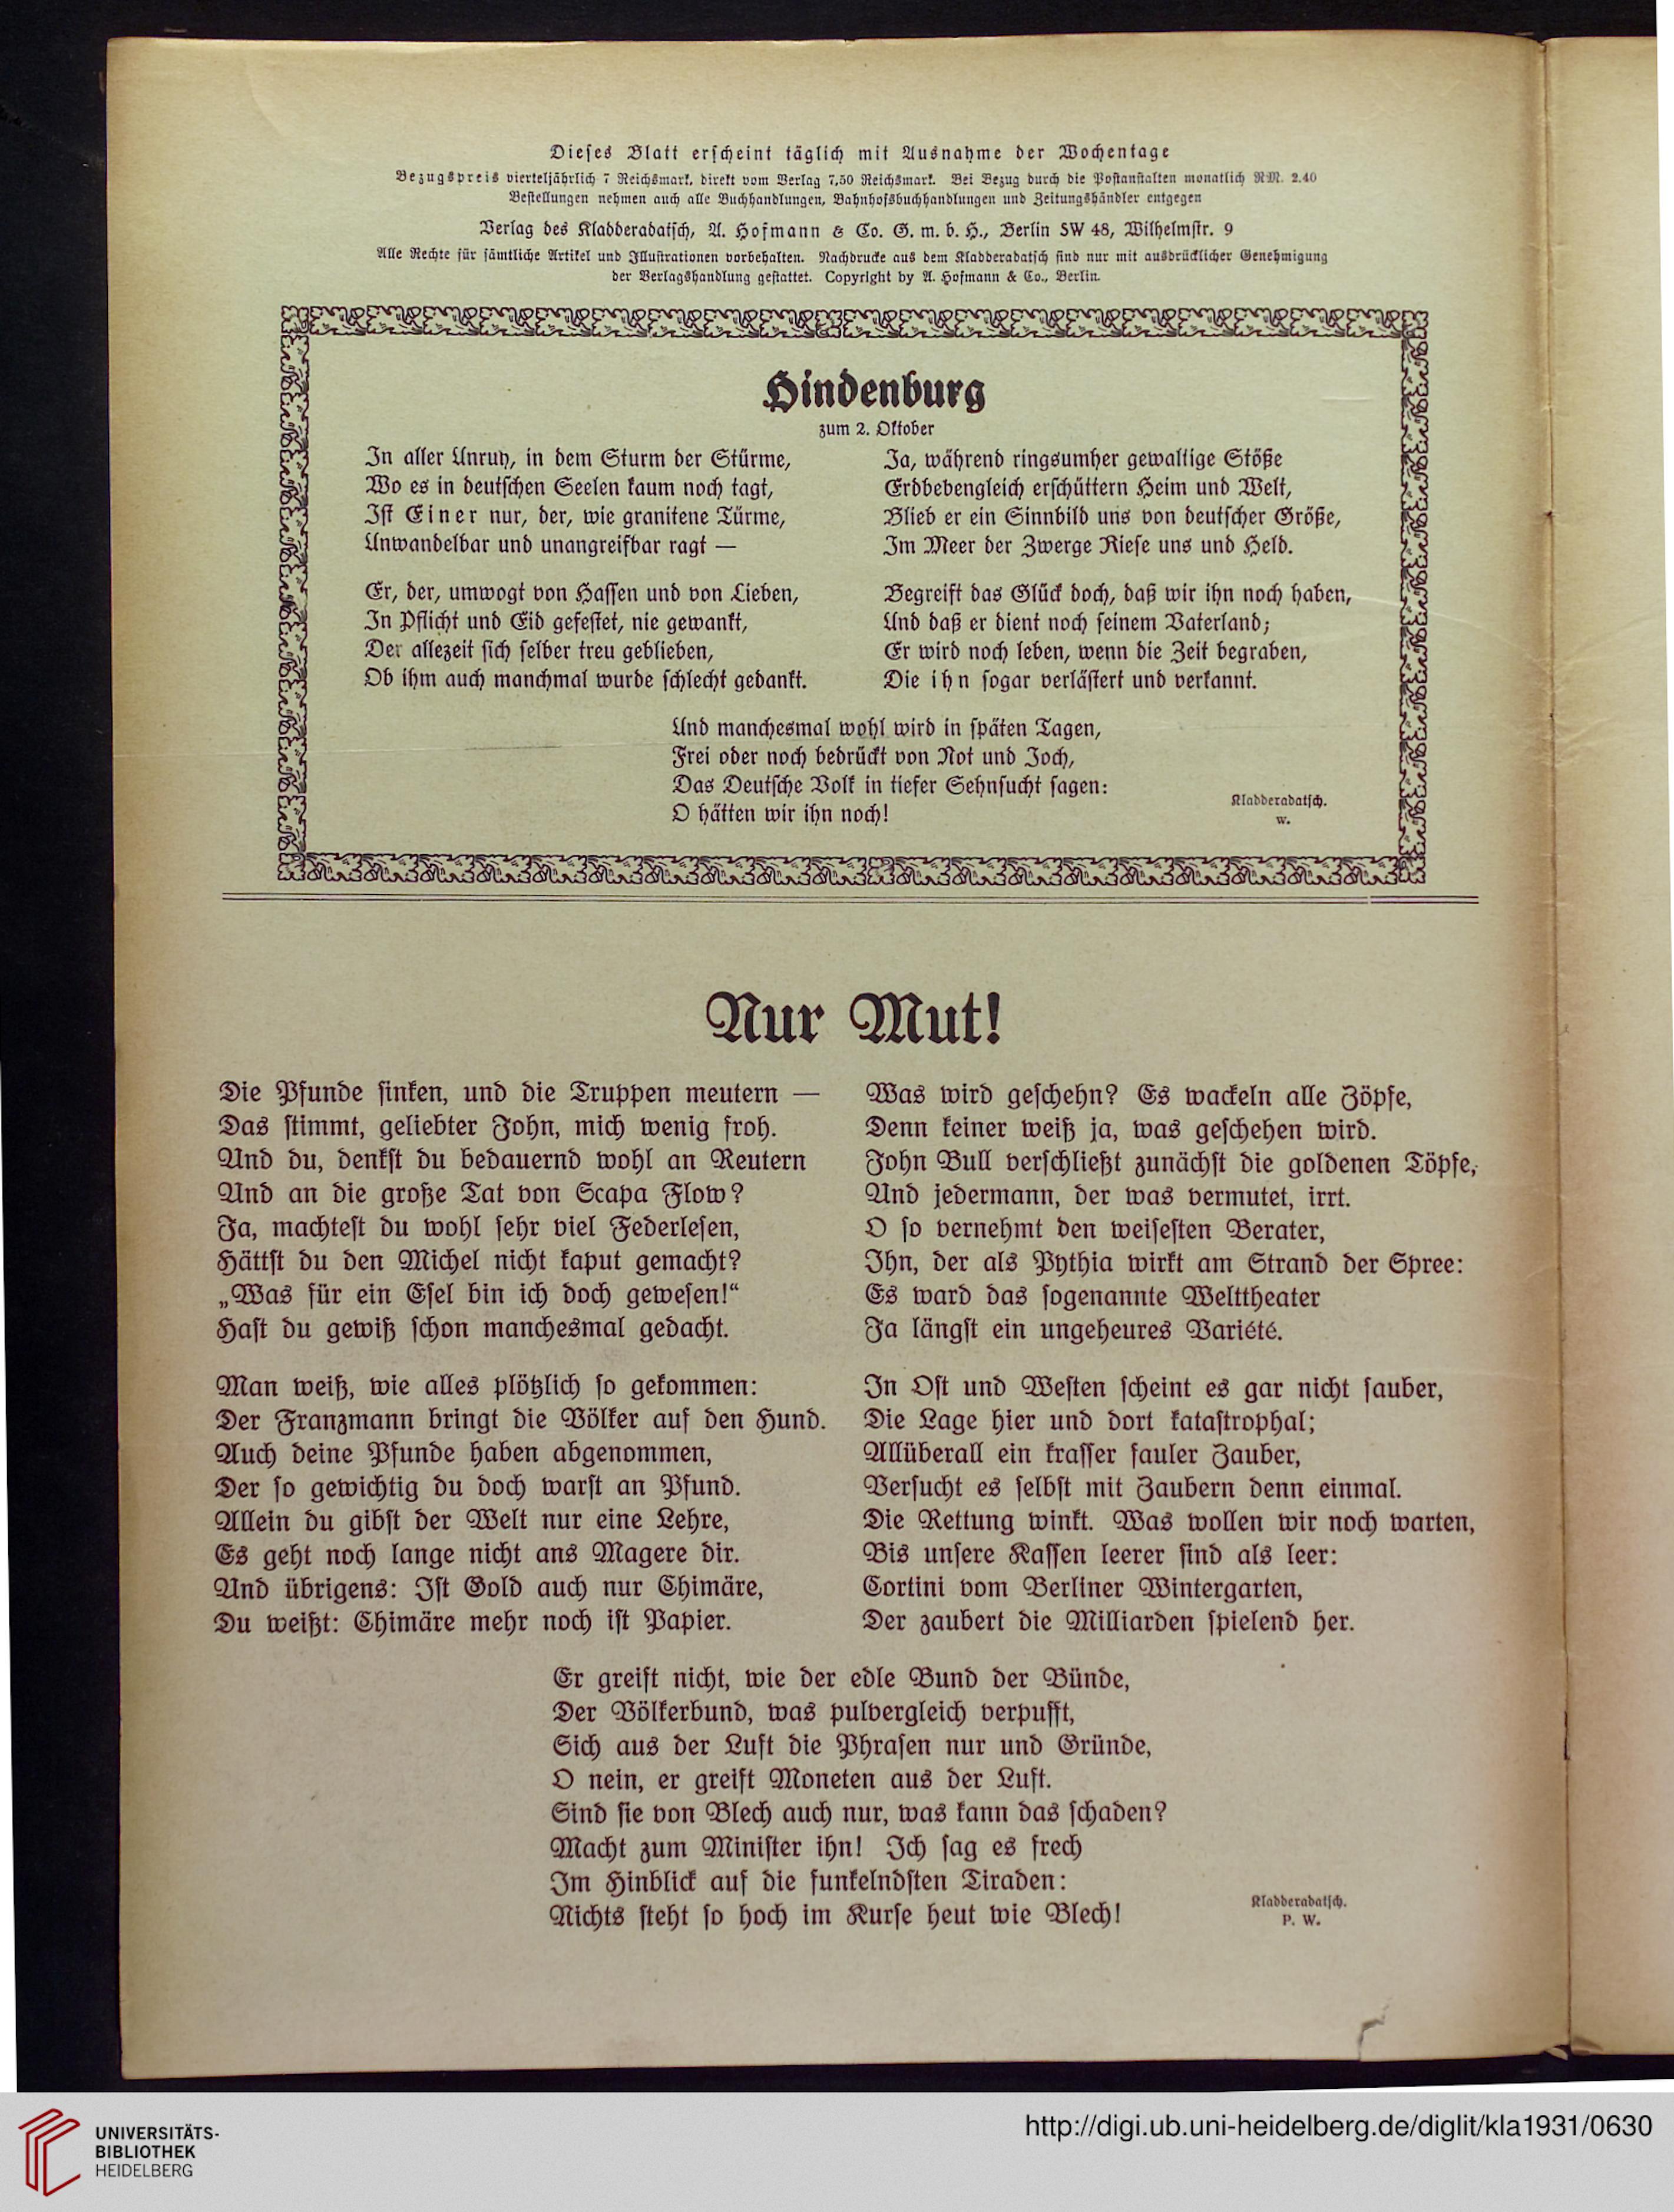 Dieses Blatt erscheint täglich mit Ausnahme der Wochentage
Bezugspreis vierteljährlich 7 Reichsmark, direkt vom Verlag 7,50 Reichsmark. Bei Bezug durch die Postanstalten monatlich RM. 2.40
Bestellungen nehmen auch alle Buchhandlungen, Bahnhofsbuchhandlungen und Zeitungshändler entgegen
Verlag des Kladderadatsch, A. Hofmann & Co. G. m. b. H., Berlin SW 48, Wilhelmstr. 9
Alle Rechte für sämtliche Artikel und Illustrationen vorbehalten. Nachdrucke aus dem Kladderadatsch sind nur mit ausdrücklicher Genehmigung
der Verlagshandlung gestattet. Copyright by A. Hofmann & Co., Berlin.
Hindenburg
zum 2. Oktober
In aller Unruh, in dem Sturm der Stürme,
Wo es in deutschen Seelen kaum noch tagt,
Ist Einer nur, der, wie granitene Türme,
Unwandelbar und unangreifbar ragt —
Er, der, umwogt von Hassen und von Lieben,
In Pflicht und Eid gefestet, nie gewankt,
Der allezeit sich selber treu geblieben,
Ob ihm auch manchmal wurde schlecht gedankt.
Ja, während ringsumher gewaltige Stöße
Erdbebengleich erschüttern Heim und Welt,
Blieb er ein Sinnbild uns von deutscher Größe,
Im Meer der Zwerge Riese uns und Held.
Begreift das Glück doch, daß wir ihn noch haben,
Und daß er dient noch seinem Vaterland;
Er wird noch leben, wenn die Zeit begraben,
Die ihn sogar verlästert und verkannt.
Und manchesmal wohl wird in späten Tagen,
Frei oder noch bedrückt von Not und Joch,
Das Deutsche Volk in tiefer Sehnsucht sagen:
O hätten wir ihn noch!
Kladderadatsch.
W.
Nur Mut!
Die Pfunde sinken, und die Truppen meutern —
Das stimmt, geliebter John, mich wenig froh.
Und du, denkst du bedauernd wohl an Reutern
Und an die große Tat von Scapa Flow?
Ja, machtest du wohl sehr viel Federlesen,
Hättst du den Michel nicht kaput gemacht?
„Was für ein Esel bin ich doch gewesen!“
Hast du gewiß schon manchesmal gedacht.
Man weiß, wie alles plötzlich so gekommen:
Der Franzmann bringt die Völker auf den Hund.
Auch deine Pfunde haben abgenommen,
Der so gewichtig du doch warst an Pfund.
Allein du gibst der Welt nur eine Lehre,
Es geht noch lange nicht ans Magere dir.
Und übrigens: Ist Gold auch nur Chimäre,
Du weißt: Chimäre mehr noch ist Papier.
Was wird geschehn? Es wackeln alle Zöpfe,
Denn keiner weiß ja, was geschehen wird.
John Bull verschließt zunächst die goldenen Töpfe,
Und jedermann, der was vermutet, irrt.
O so vernehmt den weisesten Berater,
Ihn, der als Pythia wirkt am Strand der Spree:
Es ward das sogenannte Welttheater
Ja längst ein ungeheures Variété.
In Ost und Westen scheint es gar nicht sauber,
Die Lage hier und dort katastrophal;
Allüberall ein krasser fauler Zauber,
Versucht es selbst mit Zaubern denn einmal.
Die Rettung winkt. Was wollen wir noch warten,
Bis unsere Kassen leerer sind als leer:
Cortini vom Berliner Wintergarten,
Der zaubert die Milliarden spielend her.
Er greift nicht, wie der edle Bund der Bünde,
Der Völkerbund, was pulvergleich verpufft,
Sich aus der Luft die Phrasen nur und Gründe,
O nein, er greift Moneten aus der Luft.
Sind sie von Blech auch nur, was kann das schaden?
Macht zum Minister ihn! Ich sag es frech
Im Hinblick auf die funkelndsten Tiraden:
Nichts steht so hoch im Kurse heut wie Blech!
Kladderadatsch.
P. W.
UNIVERSITÄTS-
BIBLIOTHEK
HEIDELBERG
http://digi.ub.uni-heidelberg.de/diglit/kla1931/0630